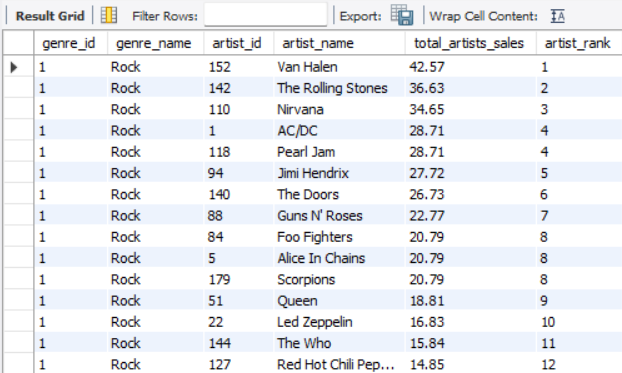 Result Grid Filter Rows: Export: Wrap Cell Content: IA
genre_id genre_name artist_id artist_name total_artists_sales artist_rank
1 Rock 152 Van Halen 42.57 1
1 Rock 142 The Rolling Stones 36.63 2
1 Rock 110 Nirvana 34.65 3
1 Rock 1 AC/DC 28.71 4
1 Rock 118 Pearl Jam 28.71 4
1 Rock 94 Jimi Hendrix 27.72 5
1 Rock 140 The Doors 26.73 6
1 Rock 88 Guns N' Roses 22.77 7
1 Rock 84 Foo Fighters 20.79 8
1 Rock 5 Alice In Chains 20.79 8
1 Rock 179 Scorpions 20.79 8
1 Rock 51 Queen 18.81 9
1 Rock 22 Led Zeppelin 16.83 10
1 Rock 144 The Who 15.84 11
1 Rock 127 Red Hot Chili Pep... 14.85 12